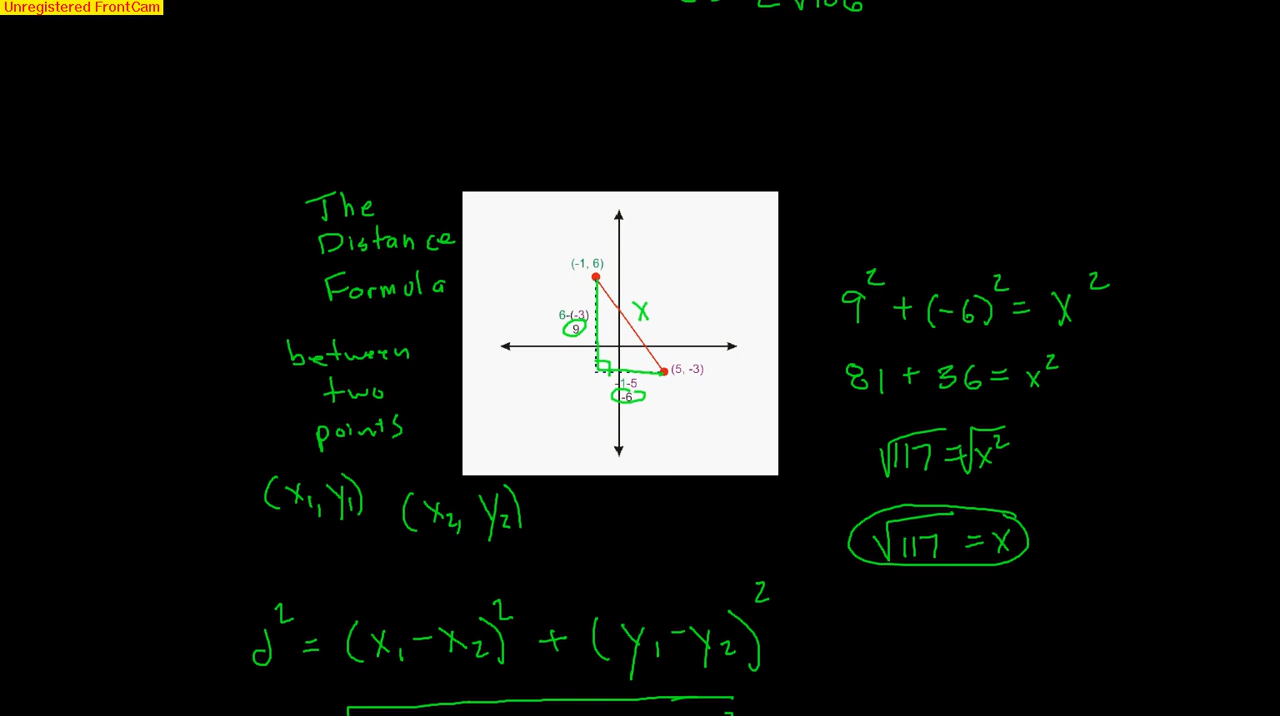 Unregistered FrontCam
2 √106
The
Distance
Formula
between
two
points
(x₁, y₁) (x₂, y₂)
(-1, 6)
6-(-3)
9
X
(5, -3)
-1-5
-6
9² + (-6)² = x²
81 + 36 = x²
√117 = √x²
√117 = x
d² = (x₁ - x₂)² + (y₁ - y₂)²